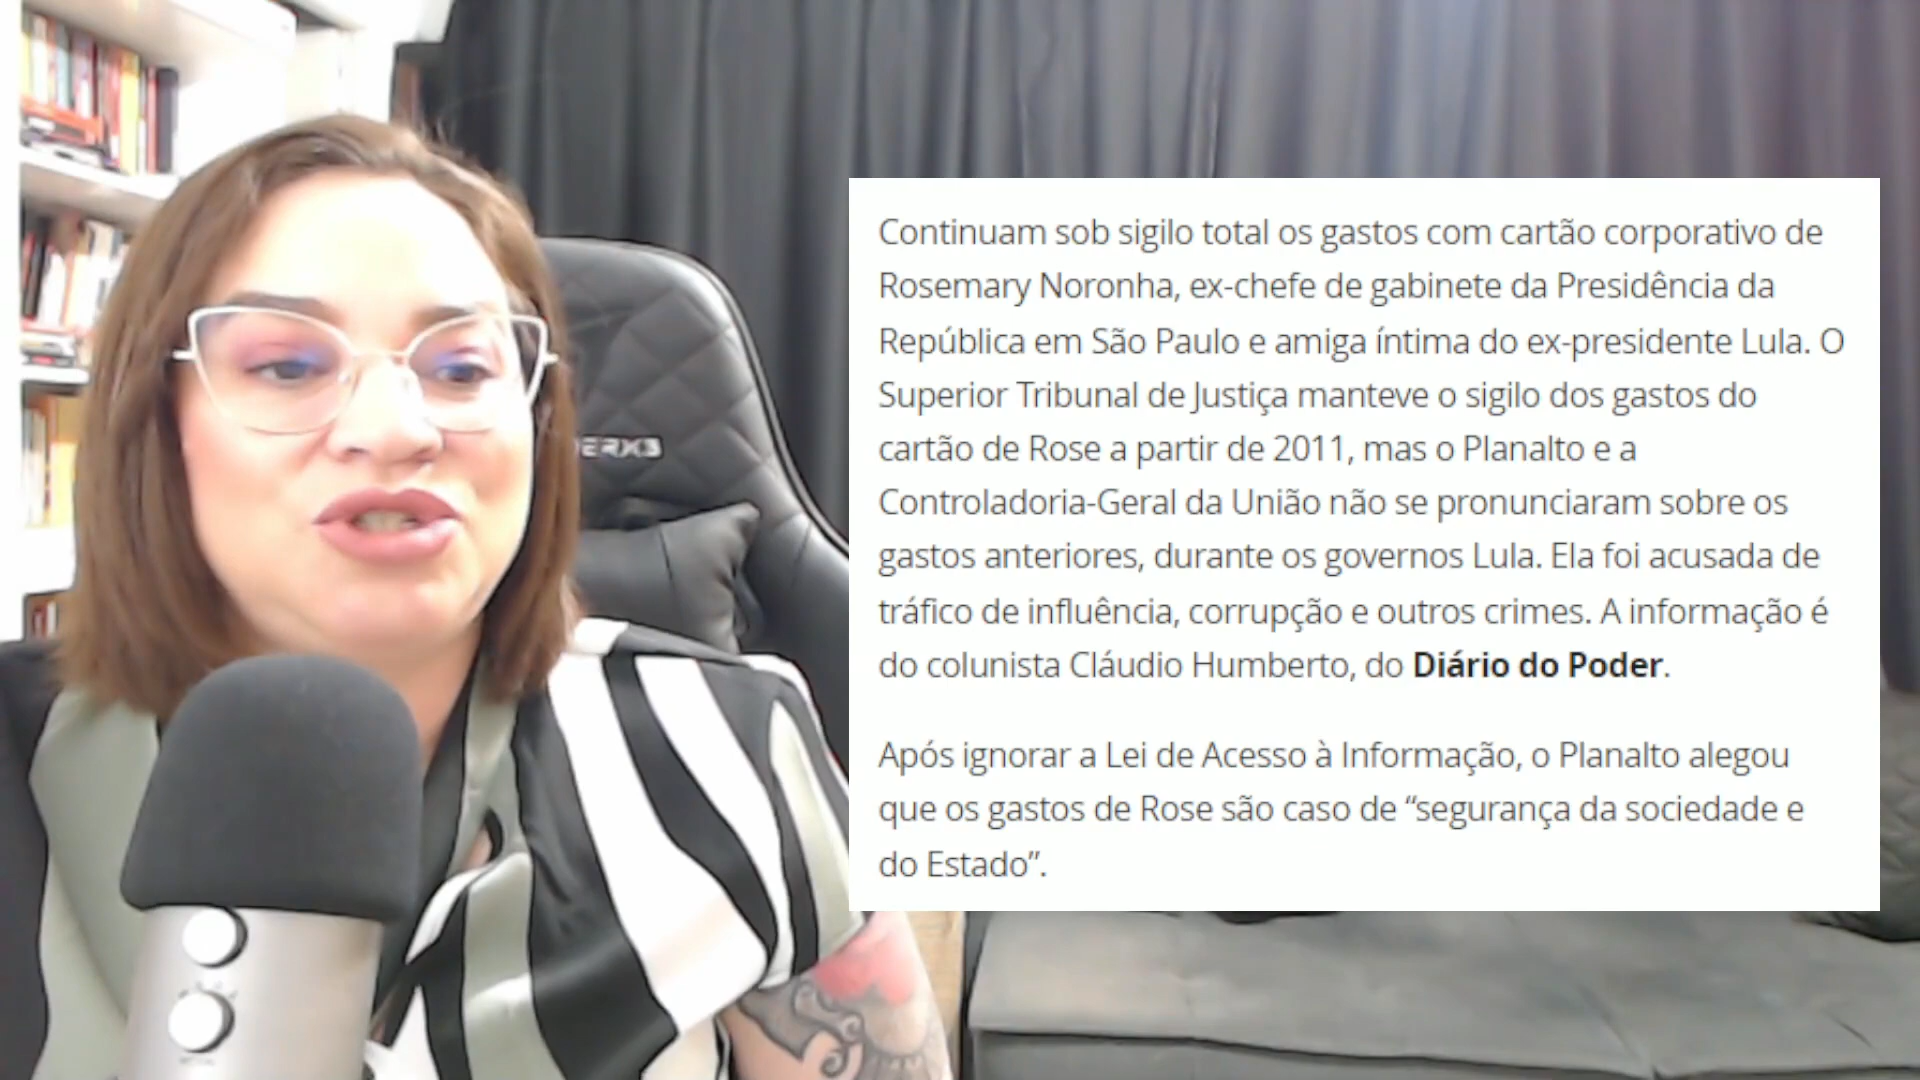 Continuam sob sigilo total os gastos com cartão corporativo de
Rosemary Noronha, ex-chefe de gabinete da Presidência da
República em São Paulo e amiga íntima do ex-presidente Lula. O
Superior Tribunal de Justiça manteve o sigilo dos gastos do
cartão de Rose a partir de 2011, mas o Planalto e a
Controladoria-Geral da União não se pronunciaram sobre os
gastos anteriores, durante os governos Lula. Ela foi acusada de
tráfico de influência, corrupção e outros crimes. A informação é
do colunista Cláudio Humberto, do Diário do Poder.
Após ignorar a Lei de Acesso à Informação, o Planalto alegou
que os gastos de Rose são caso de “segurança da sociedade e
do Estado”.